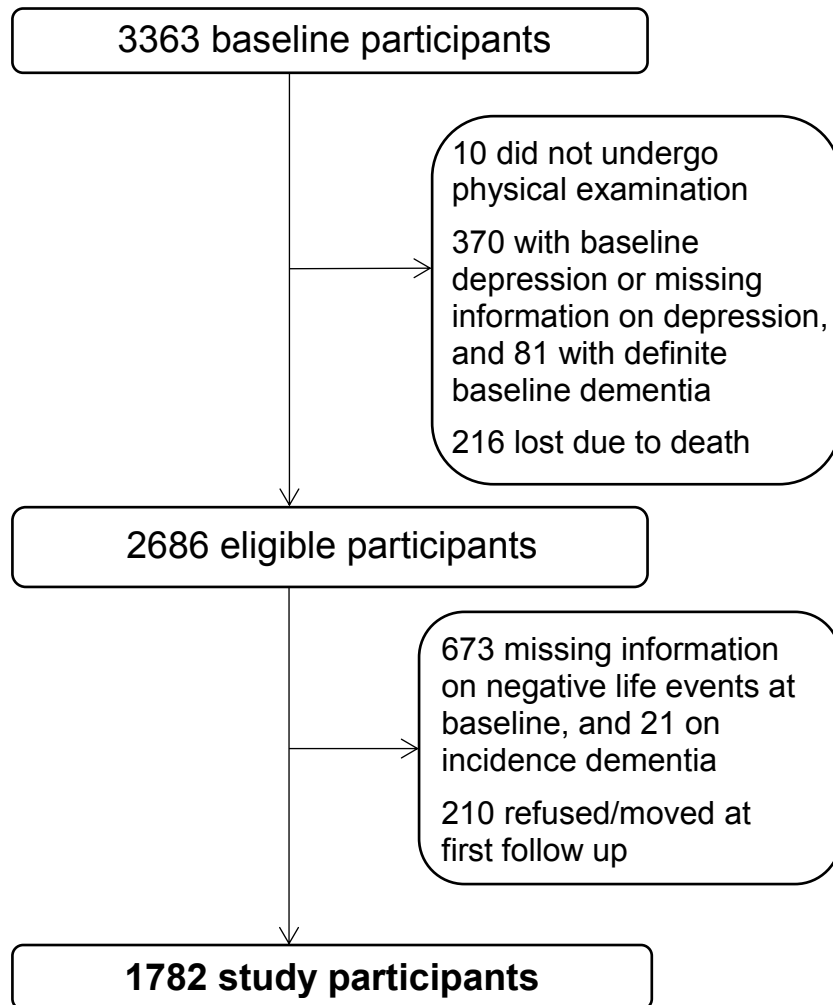 3363 baseline participants
10 did not undergo
physical examination
370 with baseline
depression or missing
information on depression,
and 81 with definite
baseline dementia
216 lost due to death
2686 eligible participants
673 missing information
on negative life events at
baseline, and 21 on
incidence dementia
210 refused/moved at
first follow up
1782 study participants